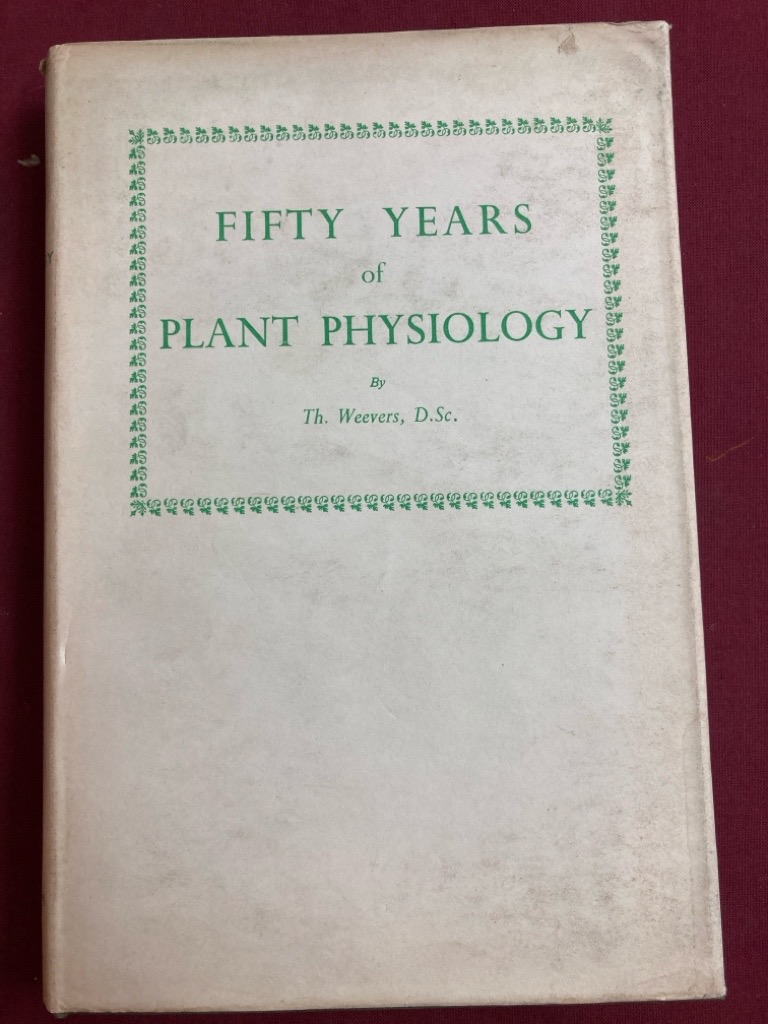 FIFTY YEARS
of
PLANT PHYSIOLOGY
By
Th. Weevers, D.Sc.